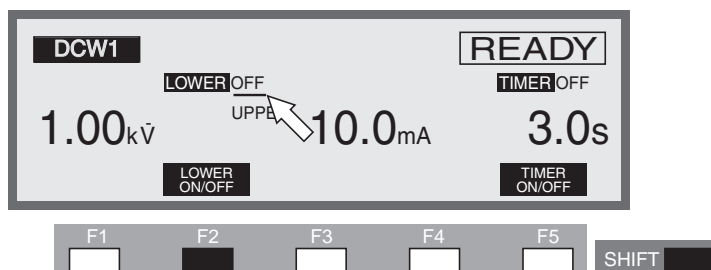 DCW1 READY
LOWER OFF TIMER OFF
UPPE
1.00kV̄ 10.0mA 3.0s
LOWER ON/OFF TIMER ON/OFF
F1 F2 F3 F4 F5
SHIFT